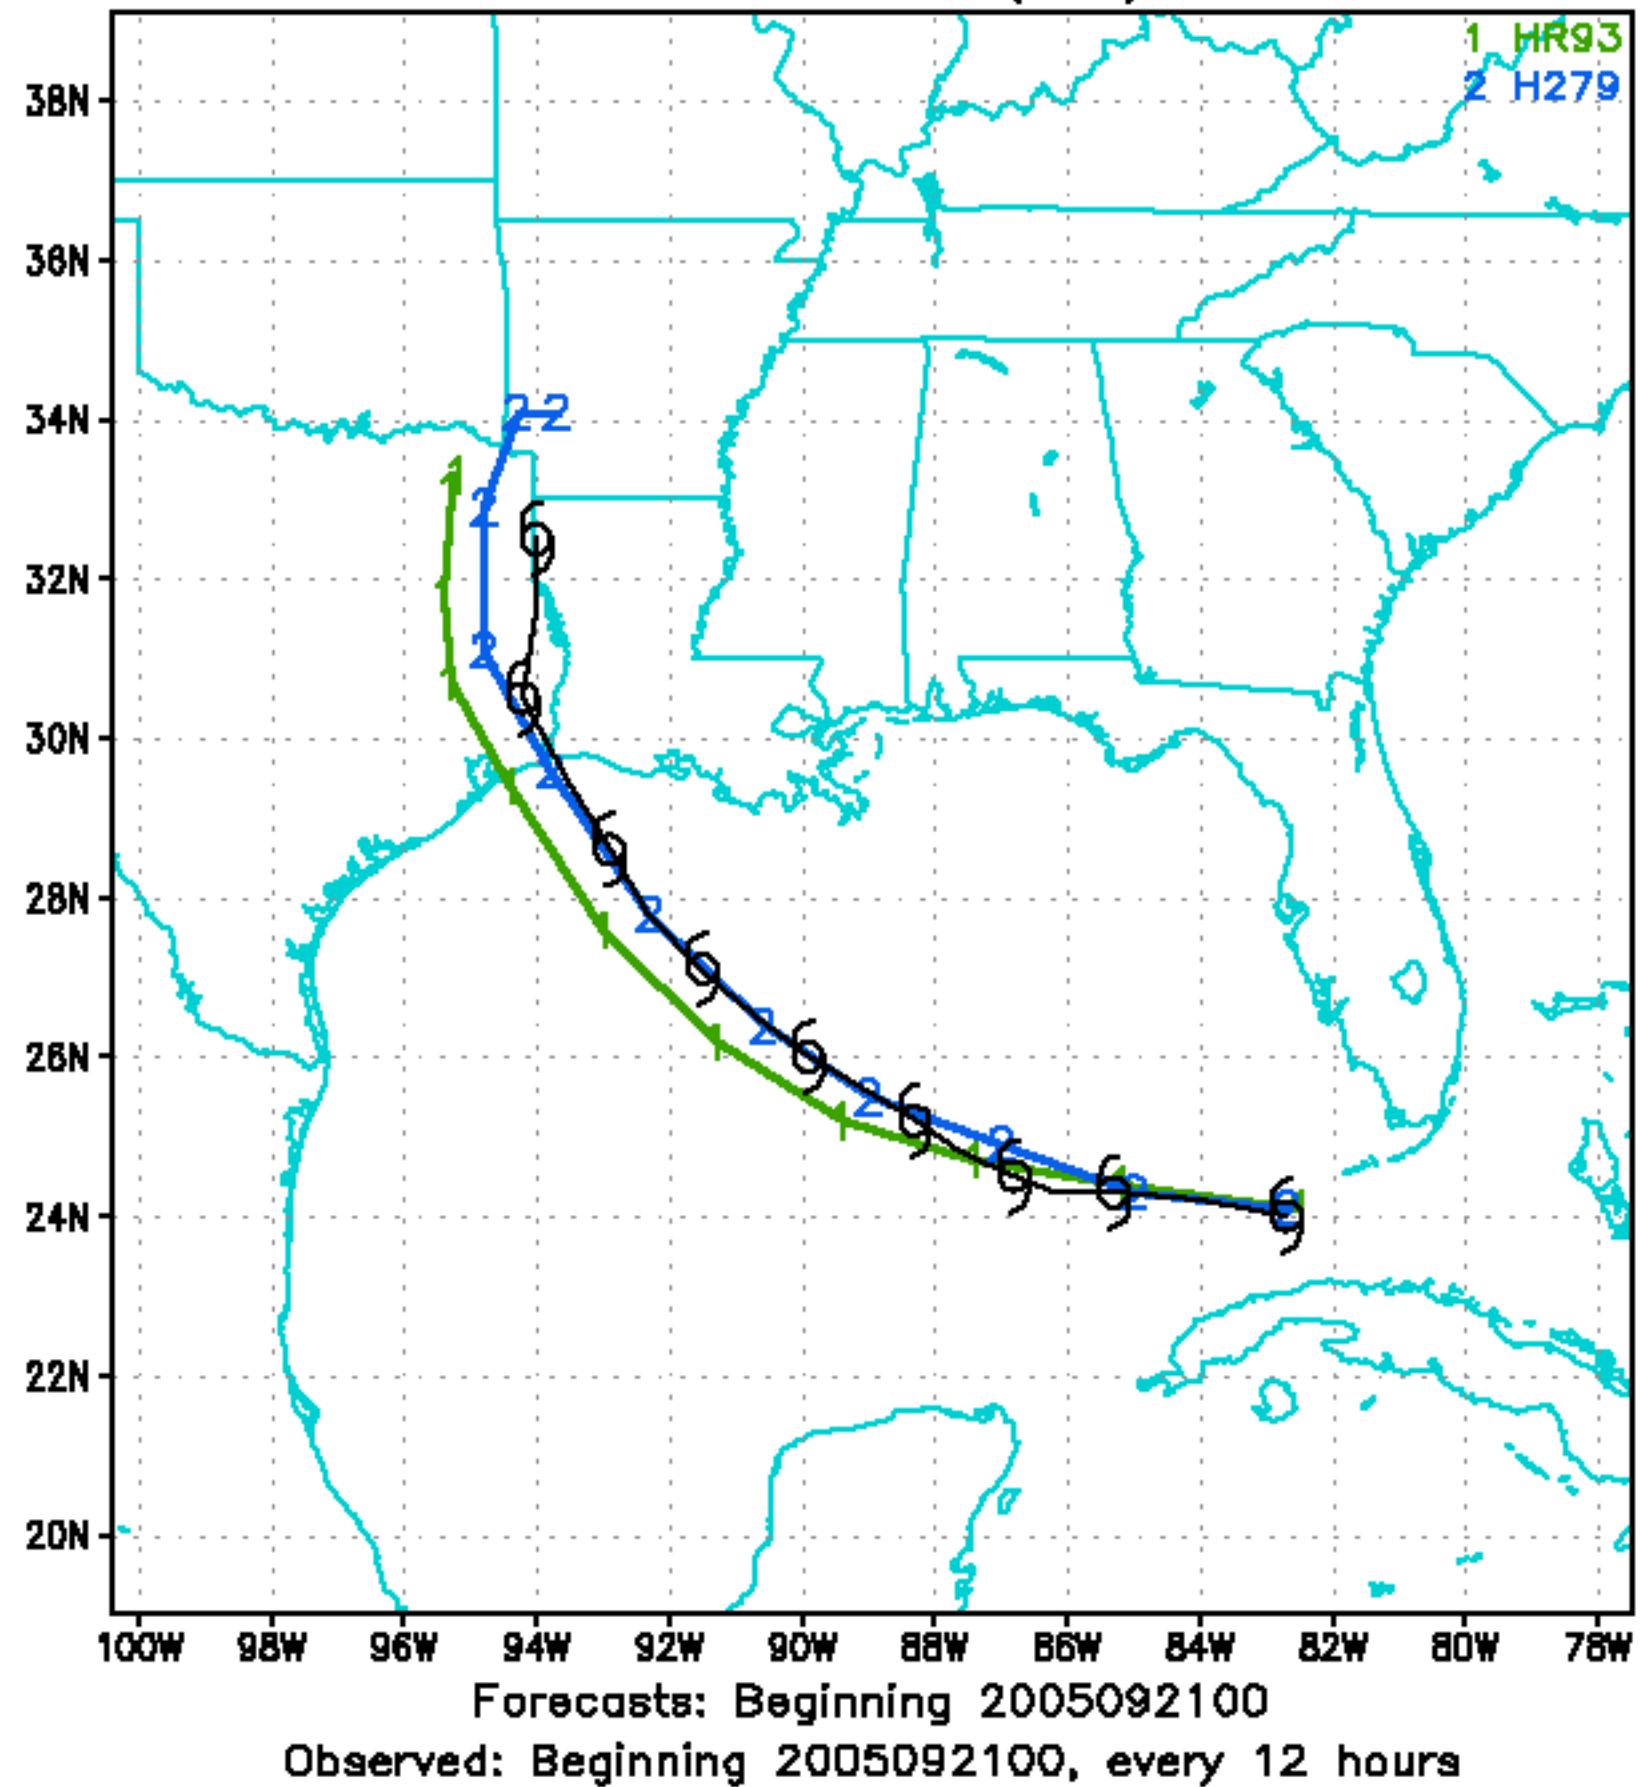 1 HR93
2 H279
38N
36N
34N
32N
30N
28N
26N
24N
22N
20N
100W 98W 96W 94W 92W 90W 88W 86W 84W 82W 80W 78W
Forecasts: Beginning 2005092100
Observed: Beginning 2005092100, every 12 hours